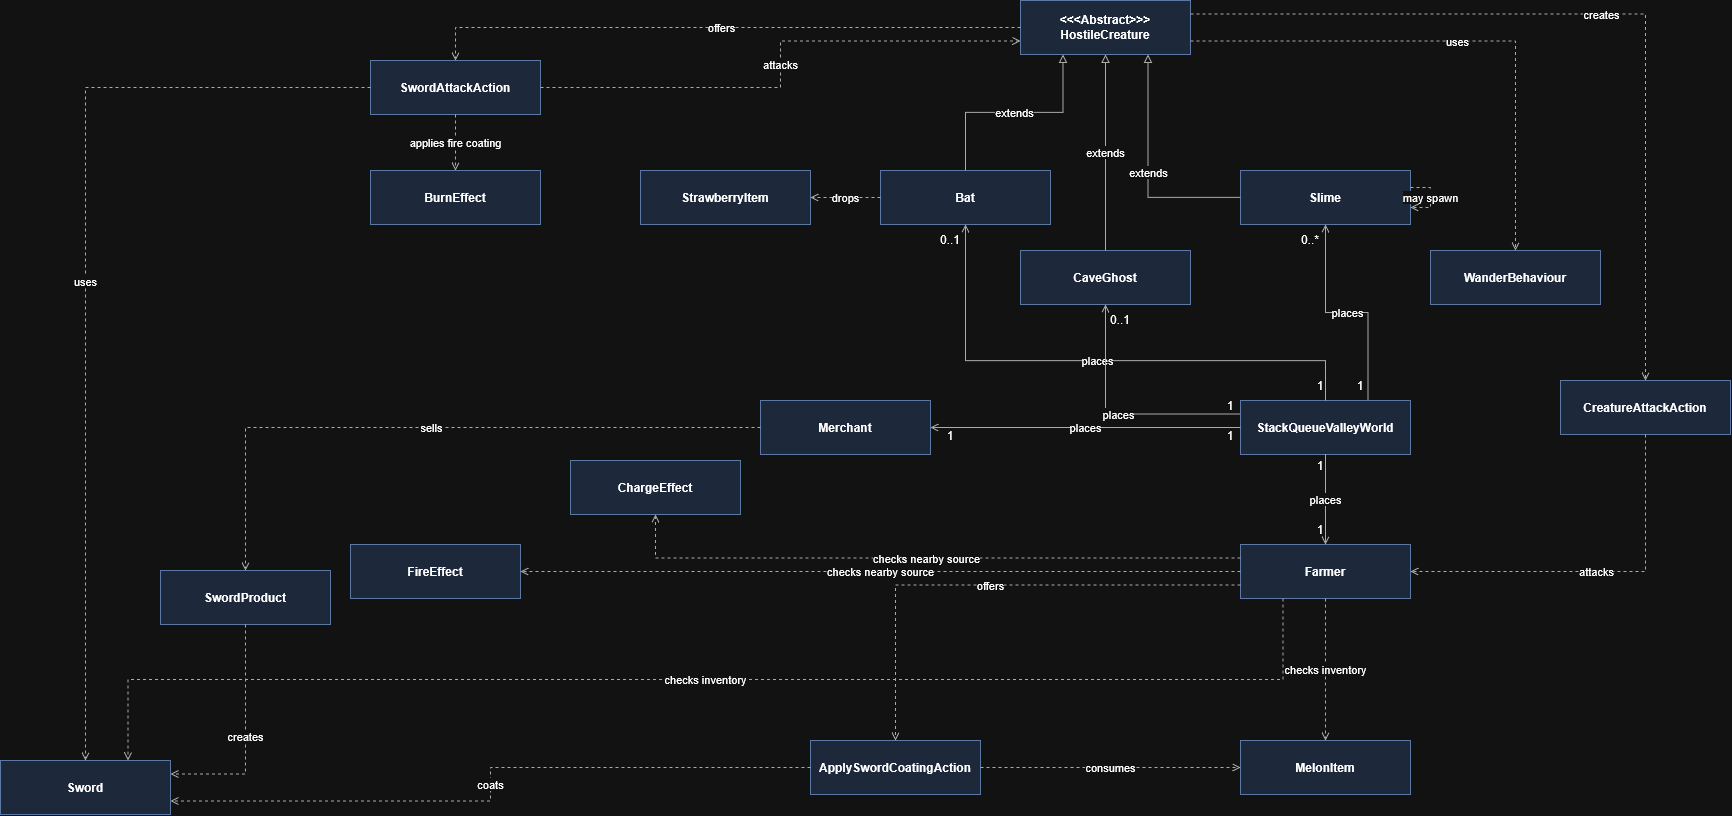 <<<Abstract>>>
HostileCreature
creates
offers
uses
attacks
SwordAttackAction
extends
applies fire coating
extends
extends
BurnEffect
StrawberryItem
drops
Bat
Slime
may spawn
0..1
0..*
CaveGhost
WanderBehaviour
uses
0..1
places
places
1
1
CreatureAttackAction
1
places
sells
Merchant
1
places
1
StackQueueValleyWorld
1
ChargeEffect
places
1
checks nearby source
FireEffect
checks nearby source
Farmer
attacks
offers
SwordProduct
checks inventory
checks inventory
creates
ApplySwordCoatingAction
consumes
MelonItem
coats
Sword